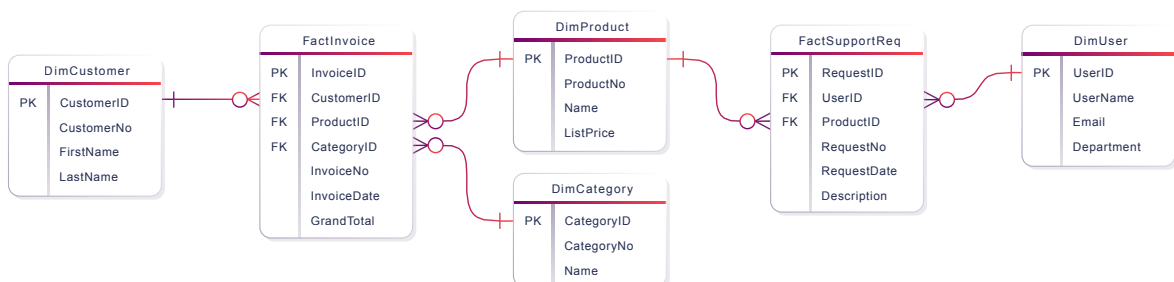 DimCustomer
PK CustomerID
CustomerNo
FirstName
LastName
FactInvoice
PK InvoiceID
FK CustomerID
FK ProductID
FK CategoryID
InvoiceNo
InvoiceDate
GrandTotal
DimProduct
PK ProductID
ProductNo
Name
ListPrice
DimCategory
PK CategoryID
CategoryNo
Name
FactSupportReq
PK RequestID
FK UserID
FK ProductID
RequestNo
RequestDate
Description
DimUser
PK UserID
UserName
Email
Department